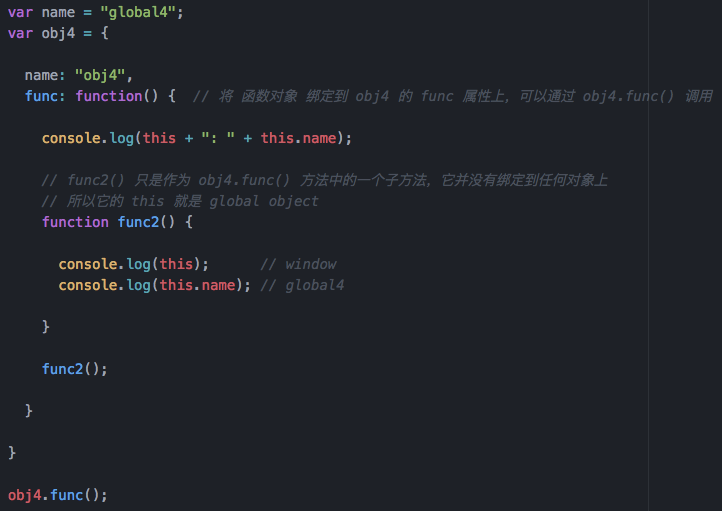 var name = "global4";
var obj4 = {
name: "obj4",
func: function() { // 将 函数对象 绑定到 obj4 的 func 属性上，可以通过 obj4.func() 调用
console.log(this + ": " + this.name);
// func2() 只是作为 obj4.func() 方法中的一个子方法，它并没有绑定到任何对象上
// 所以它的 this 就是 global object
function func2() {
console.log(this); // window
console.log(this.name); // global4
}
func2();
}
}
obj4.func();